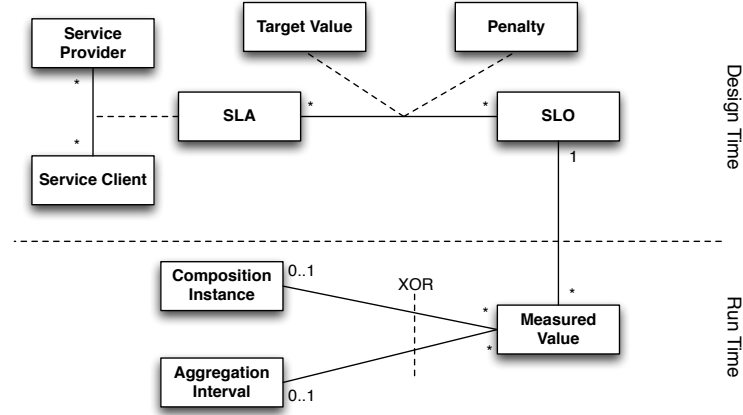 Service
Provider
Target Value
Penalty
Design Time
*
*
SLA
*
*
SLO
Service Client
1
Composition
Instance
0..1
XOR
*
*
Measured
Value
*
Run Time
Aggregation
Interval
0..1